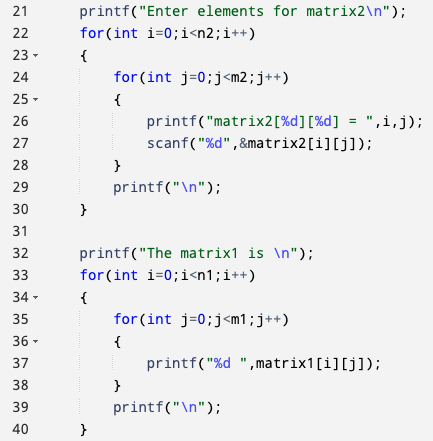 21 printf("Enter elements for matrix2\n");
22 for(int i=0;i<n2;i++)
23 {
24 for(int j=0;j<m2;j++)
25 {
26 printf("matrix2[%d][%d] = ",i,j);
27 scanf("%d",&matrix2[i][j]);
28 }
29 printf("\n");
30 }
31
32 printf("The matrix1 is \n");
33 for(int i=0;i<n1;i++)
34 {
35 for(int j=0;j<m1;j++)
36 {
37 printf("%d ",matrix1[i][j]);
38 }
39 printf("\n");
40 }